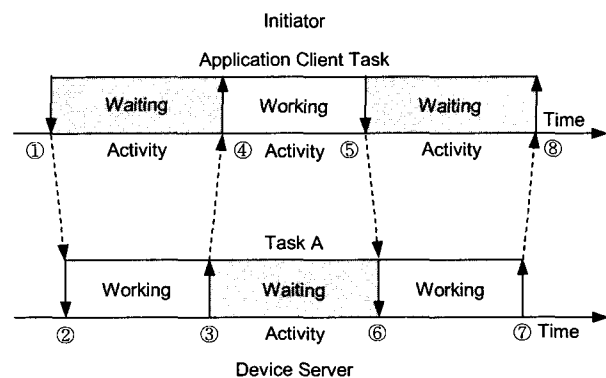 Initiator
Application Client Task
Waiting Working Waiting
Time
① Activity ④ Activity ⑤ Activity ⑧
Task A
Working Waiting Working
② ③ Activity ⑥ ⑦ Time
Device Server